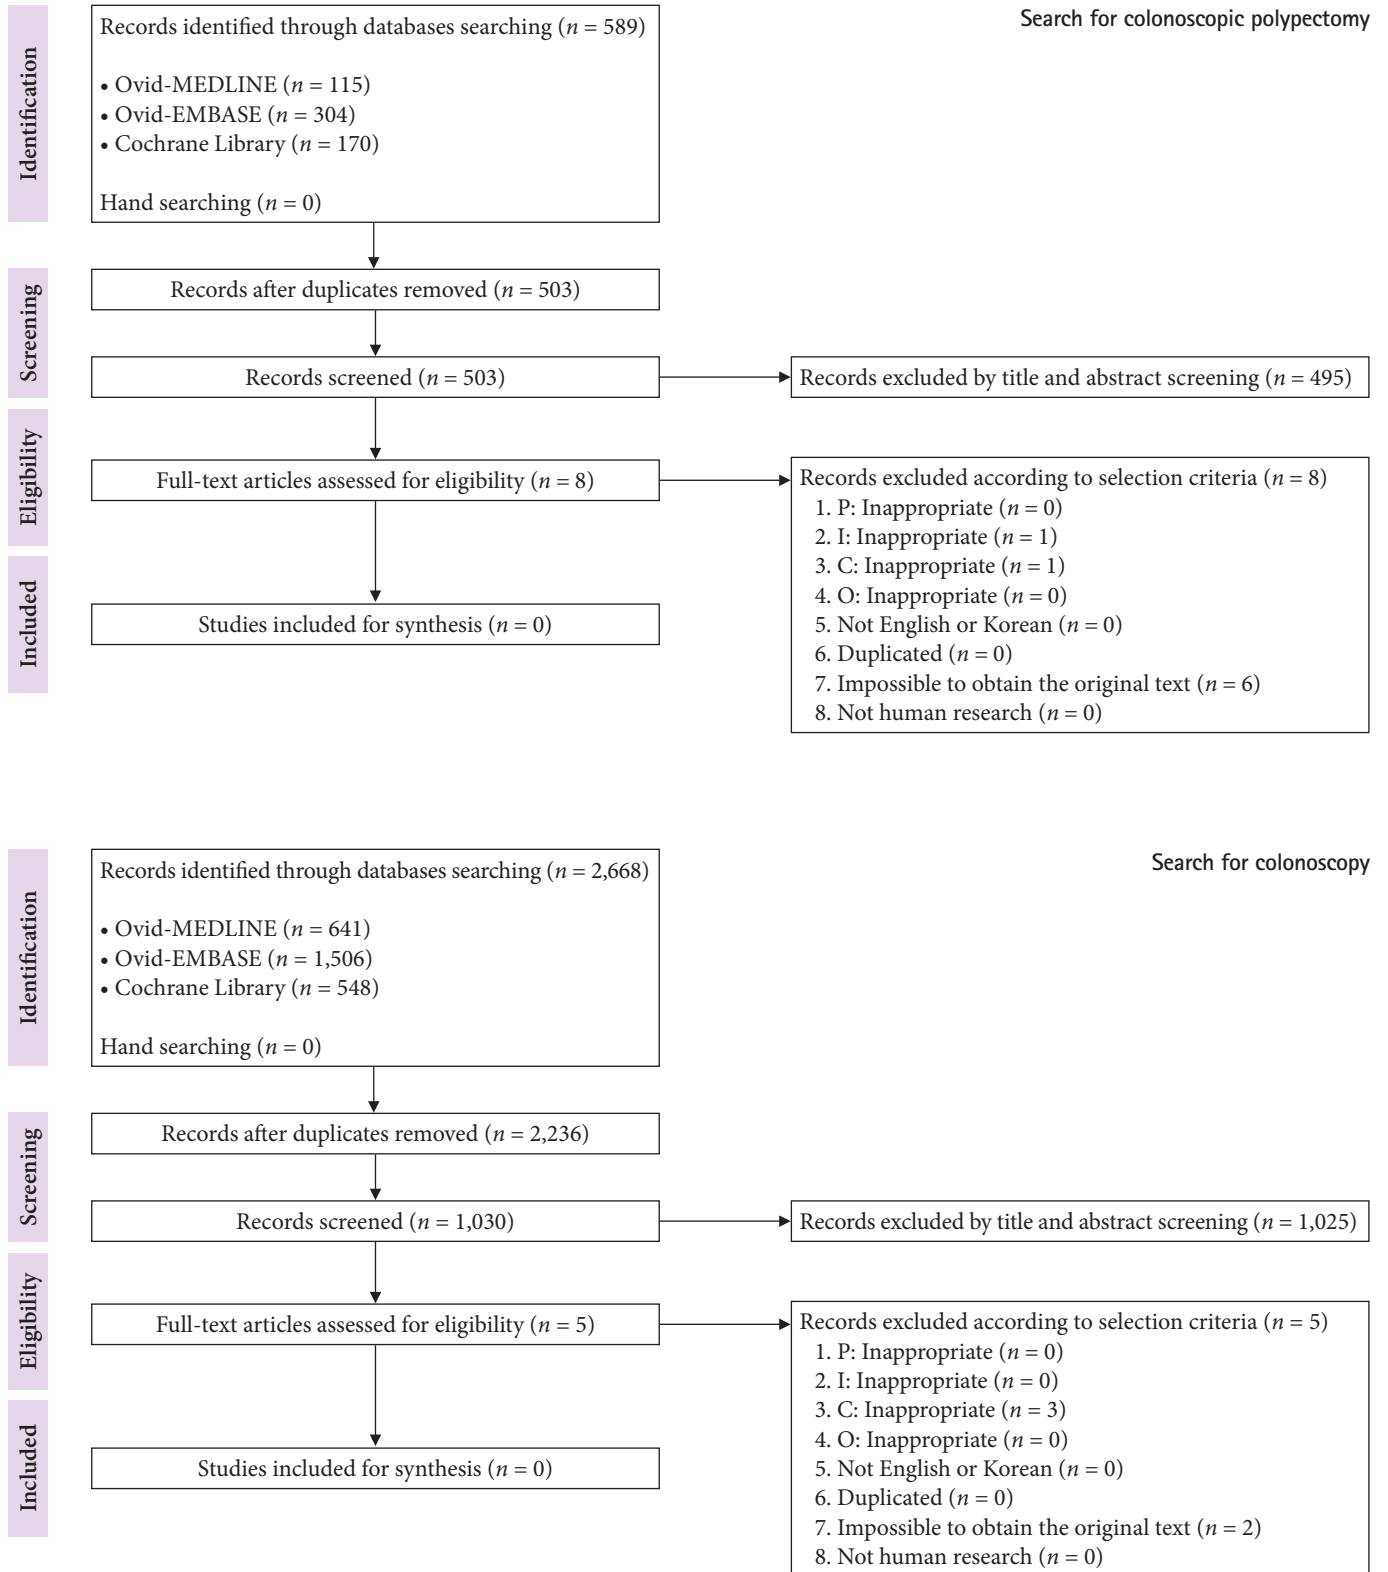 Search for colonoscopic polypectomy
Identification
Records identified through databases searching (n = 589)
• Ovid-MEDLINE (n = 115)
• Ovid-EMBASE (n = 304)
• Cochrane Library (n = 170)
Hand searching (n = 0)
Screening
Records after duplicates removed (n = 503)
Records screened (n = 503)
Records excluded by title and abstract screening (n = 495)
Eligibility
Full-text articles assessed for eligibility (n = 8)
Records excluded according to selection criteria (n = 8)
1. P: Inappropriate (n = 0)
2. I: Inappropriate (n = 1)
3. C: Inappropriate (n = 1)
4. O: Inappropriate (n = 0)
5. Not English or Korean (n = 0)
6. Duplicated (n = 0)
7. Impossible to obtain the original text (n = 6)
8. Not human research (n = 0)
Included
Studies included for synthesis (n = 0)
Search for colonoscopy
Identification
Records identified through databases searching (n = 2,668)
• Ovid-MEDLINE (n = 641)
• Ovid-EMBASE (n = 1,506)
• Cochrane Library (n = 548)
Hand searching (n = 0)
Screening
Records after duplicates removed (n = 2,236)
Records screened (n = 1,030)
Records excluded by title and abstract screening (n = 1,025)
Eligibility
Full-text articles assessed for eligibility (n = 5)
Records excluded according to selection criteria (n = 5)
1. P: Inappropriate (n = 0)
2. I: Inappropriate (n = 0)
3. C: Inappropriate (n = 3)
4. O: Inappropriate (n = 0)
5. Not English or Korean (n = 0)
6. Duplicated (n = 0)
7. Impossible to obtain the original text (n = 2)
8. Not human research (n = 0)
Included
Studies included for synthesis (n = 0)